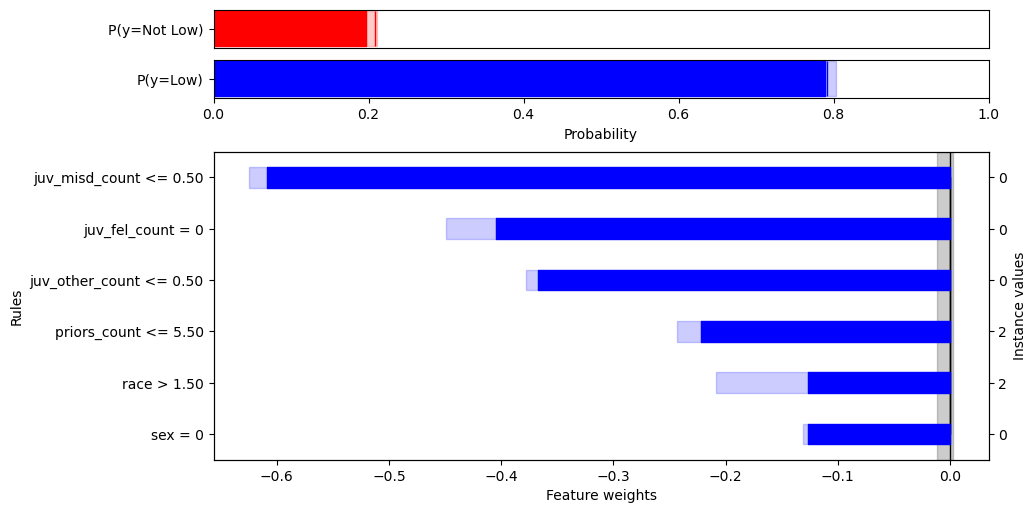 P(y=Not Low)
P(y=Low)
0.0 0.2 0.4 0.6 0.8 1.0
Probability
juv_misd_count <= 0.50 0
juv_fel_count = 0 0
juv_other_count <= 0.50 0
priors_count <= 5.50 2
race > 1.50 2
sex = 0 0
Rules
Instance values
−0.6 −0.5 −0.4 −0.3 −0.2 −0.1 0.0
Feature weights